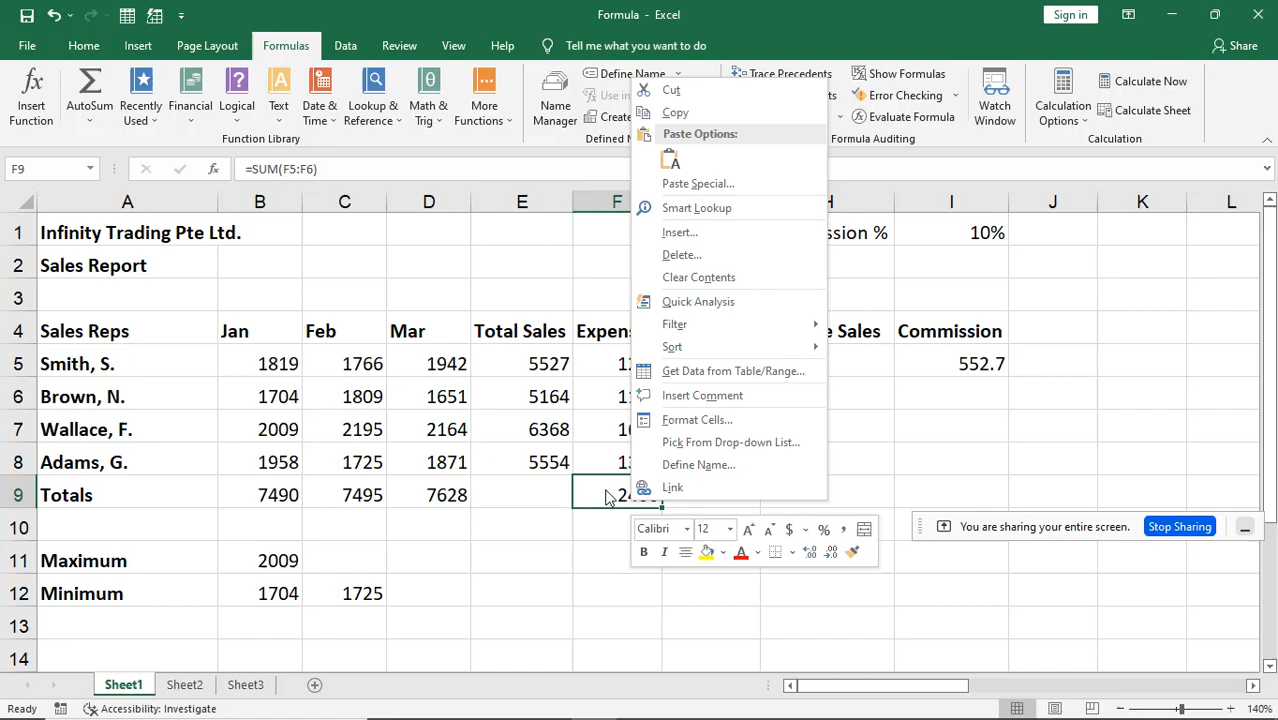 Formula - Excel
Sign in
File Home Insert Page Layout Formulas Data Review View Help Tell me what you want to do Share
Insert Function
AutoSum
Recently Used
Financial
Logical
Text
Date & Time
Lookup & Reference
Math & Trig
More Functions
Function Library
Name Manager
Define Name
Use in
Create
Trace Precedents
Show Formulas
Error Checking
Evaluate Formula
Formula Auditing
Watch Window
Calculation Options
Calculate Now
Calculate Sheet
Calculation
F9 fx =SUM(F5:F6)
A B C D E F H I J K L
1 Infinity Trading Pte Ltd. % 10%
2 Sales Report
3
4 Sales Reps Jan Feb Mar Total Sales Sales Commission
5 Smith, S. 1819 1766 1942 5527 552.7
6 Brown, N. 1704 1809 1651 5164
7 Wallace, F. 2009 2195 2164 6368
8 Adams, G. 1958 1725 1871 5554
9 Totals 7490 7495 7628
10
11 Maximum 2009
12 Minimum 1704 1725
13
14
Cut
Copy
Paste Options:
Paste Special...
Smart Lookup
Insert...
Delete...
Clear Contents
Quick Analysis
Filter
Sort
Get Data from Table/Range...
Insert Comment
Format Cells...
Pick From Drop-down List...
Define Name...
Link
Calibri 12 A A $ % ,
B I A .00
You are sharing your entire screen. Stop Sharing
Sheet1 Sheet2 Sheet3
Ready Accessibility: Investigate 140%